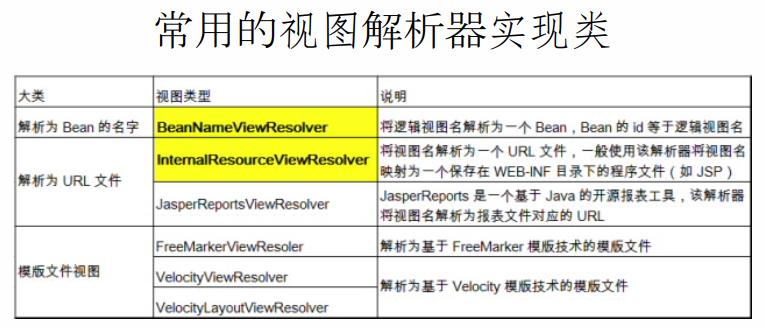 常用的视图解析器实现类
大类 视图类型 说明
解析为 Bean 的名字 BeanNameViewResolver 将逻辑视图名解析为一个 Bean，Bean 的 id 等于逻辑视图名
解析为 URL 文件 InternalResourceViewResolver 将视图名解析为一个 URL 文件，一般使用该解析器将视图名
映射为一个保存在 WEB-INF 目录下的程序文件（如 JSP）
JasperReportsViewResolver JasperReports 是一个基于 Java 的开源报表工具，该解析器
将视图名解析为报表文件对应的 URL
模版文件视图 FreeMarkerViewResoler 解析为基于 FreeMarker 模版技术的模版文件
VelocityViewResolver 解析为基于 Velocity 模版技术的模版文件
VelocityLayoutViewResolver